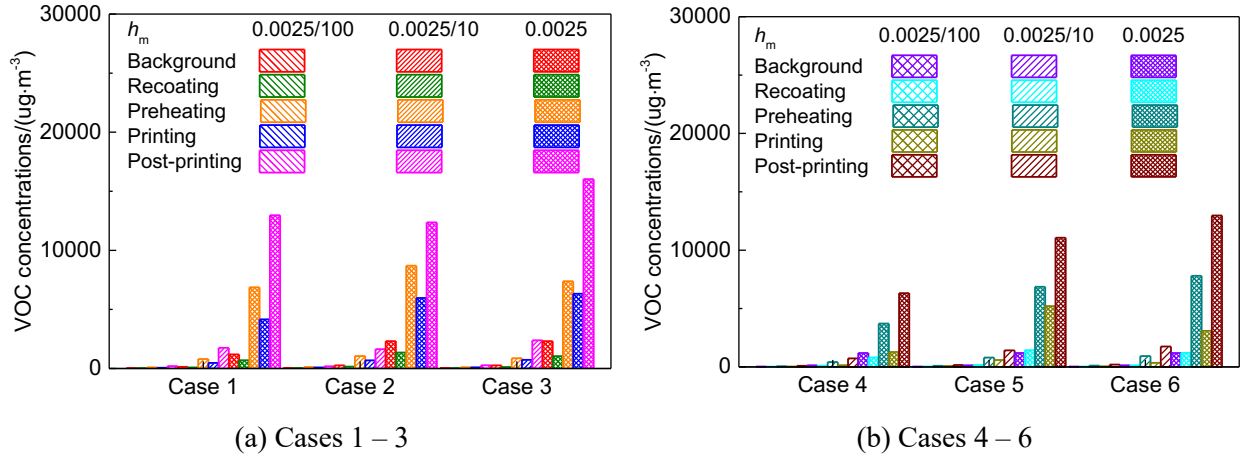 VOC concentrations/(ug·m⁻³)
30000
20000
10000
0
hₘ 0.0025/100 0.0025/10 0.0025
Background
Recoating
Preheating
Printing
Post-printing
Case 1 Case 2 Case 3
(a) Cases 1 – 3
VOC concentrations/(ug·m⁻³)
30000
20000
10000
0
hₘ 0.0025/100 0.0025/10 0.0025
Background
Recoating
Preheating
Printing
Post-printing
Case 4 Case 5 Case 6
(b) Cases 4 – 6